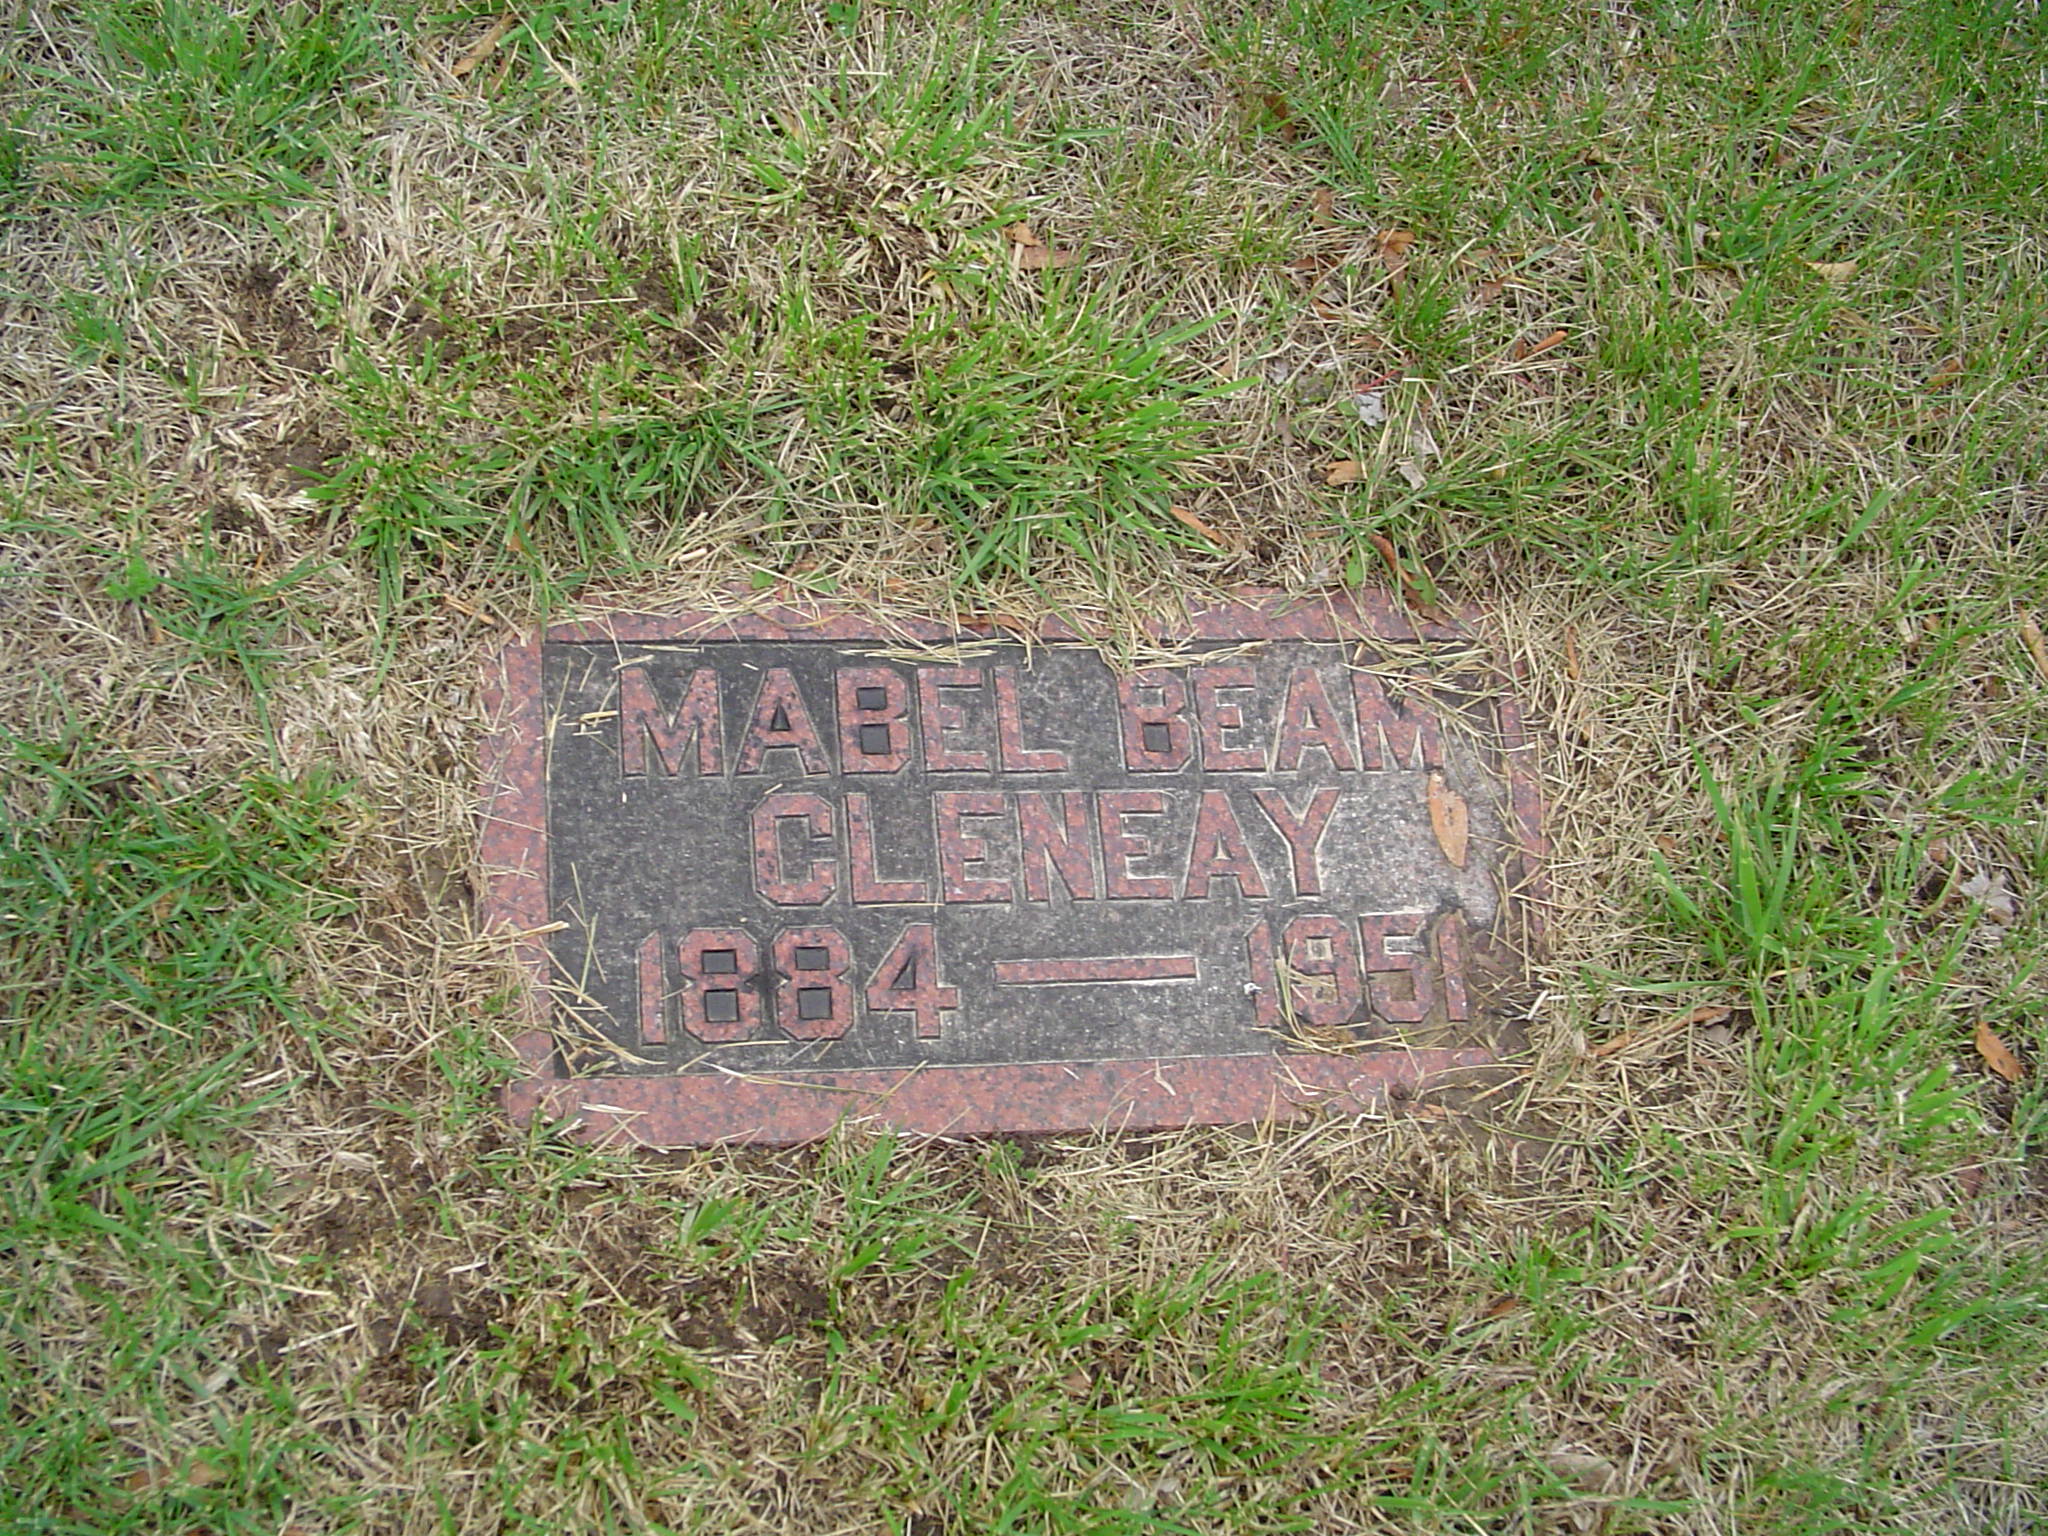 MABEL BEAM
CLENEAY
1884 — 1951